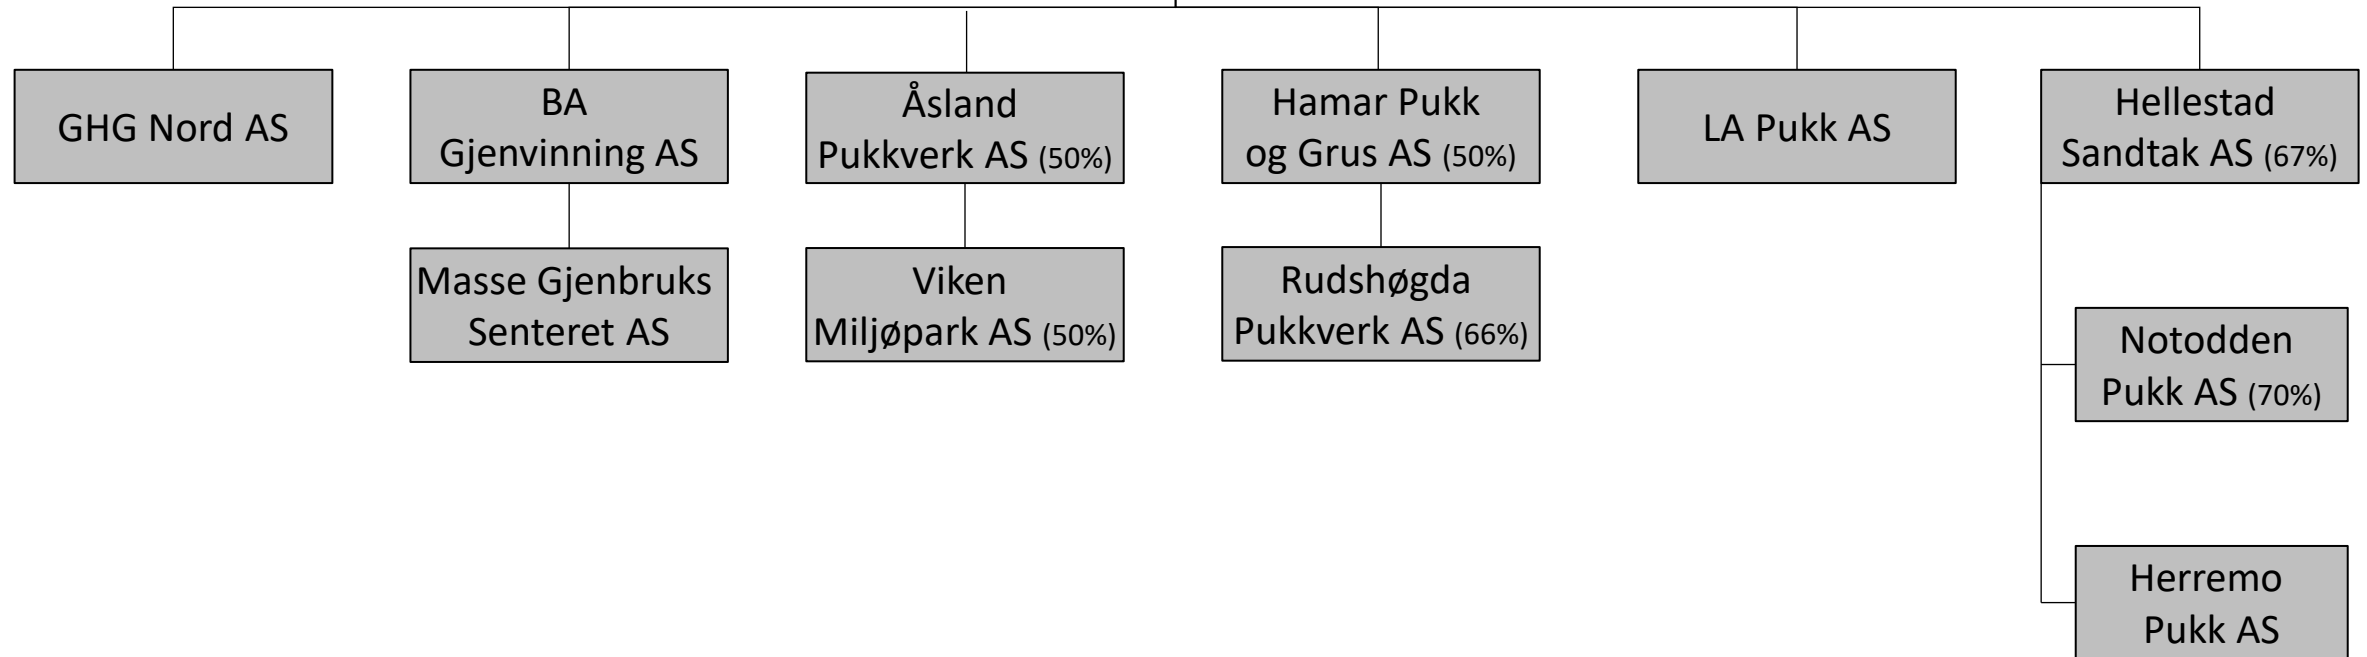 GHG Nord AS
BA
Gjenvinning AS
Åsland
Pukkverk AS (50%)
Hamar Pukk
og Grus AS (50%)
LA Pukk AS
Hellestad
Sandtak AS (67%)
Masse Gjenbruks
Senteret AS
Viken
Miljøpark AS (50%)
Rudshøgda
Pukkverk AS (66%)
Notodden
Pukk AS (70%)
Herremo
Pukk AS